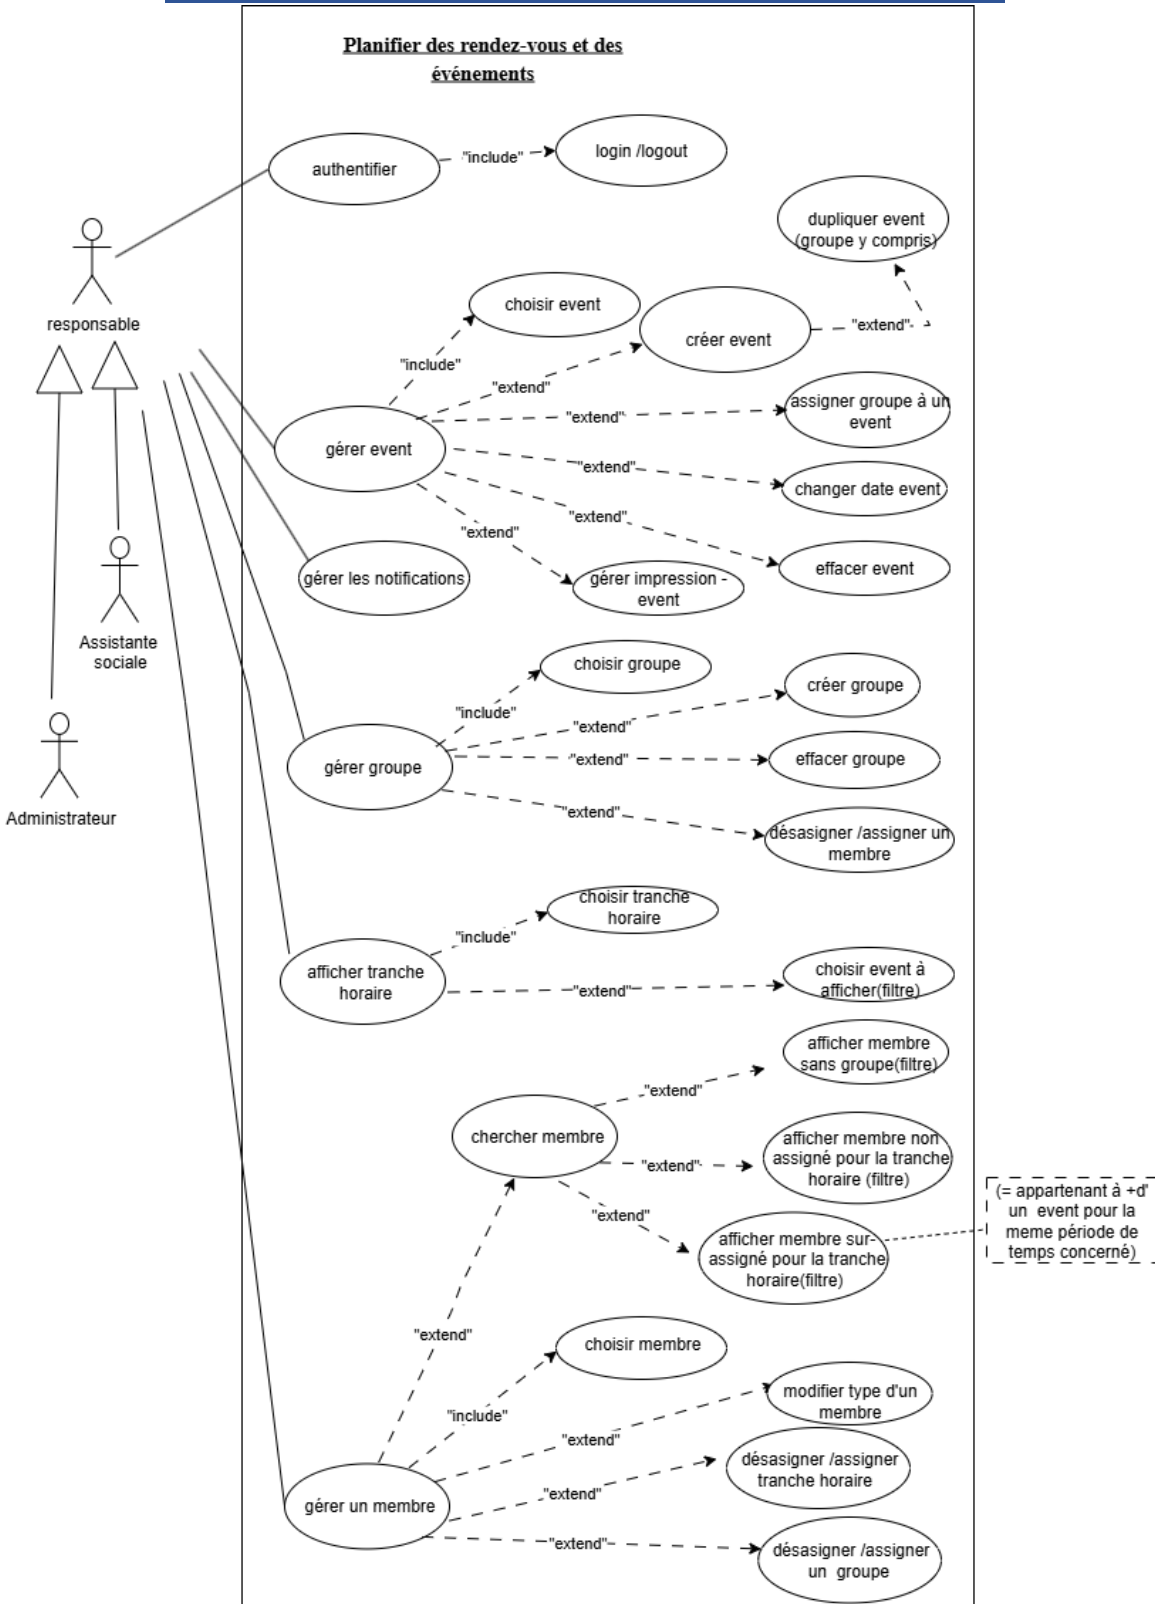 Planifier des rendez-vous et des
événements
authentifier
"include"
login /logout
dupliquer event
(groupe y compris)
responsable
choisir event
"include"
créer event
"extend"
"extend"
assigner groupe à un
event
"extend"
gérer event
"extend"
changer date event
"extend"
"extend"
effacer event
gérer les notifications
gérer impression -
event
Assistante
sociale
choisir groupe
créer groupe
"include"
"extend"
gérer groupe
"extend"
effacer groupe
"extend"
désasigner /assigner un
membre
Administrateur
choisir tranche
horaire
"include"
afficher tranche
horaire
"extend"
choisir event à
afficher(filtre)
afficher membre
sans groupe(filtre)
"extend"
chercher membre
"extend"
afficher membre non
assigné pour la tranche
horaire (filtre)
"extend"
afficher membre sur-
assigné pour la tranche
horaire(filtre)
(= appartenant à +d'
un event pour la
meme période de
temps concerné)
"extend"
choisir membre
"include"
modifier type d'un
membre
"extend"
désasigner /assigner
tranche horaire
"extend"
gérer un membre
"extend"
désasigner /assigner
un groupe